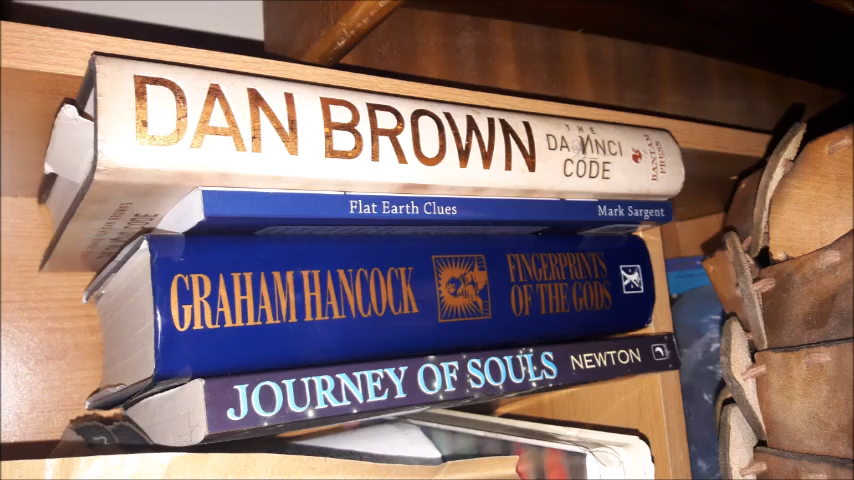 DAN BROWN
THE
DA VINCI
CODE
BANTAM
PRESS
Flat Earth Clues
Mark Sargent
GRAHAM HANCOCK
FINGERPRINTS
OF THE GODS
JOURNEY OF SOULS
NEWTON